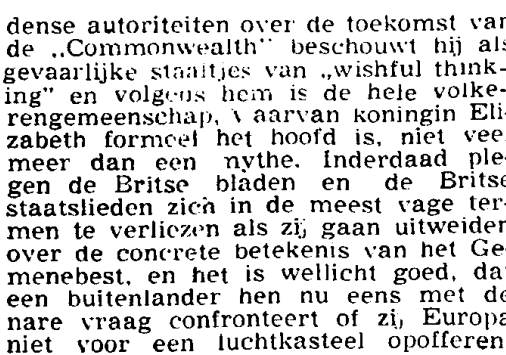 dense autoriteiten over de toekomst van
de „Commonwealth" beschouwt hij als
gevaarlijke staaltjes van „wishful think-
ing" en volgens hem is de hele volke-
rengemeenschap, waarvan koningin Eli-
zabeth formeel het hoofd is, niet veel
meer dan een mythe. Inderdaad ple-
gen de Britse bladen en de Britse
staatslieden zich in de meest vage ter-
men te verliezen als zij gaan uitweiden
over de concrete betekenis van het Ge-
menebest, en het is wellicht goed, dat
een buitenlander hen nu eens met de
nare vraag confronteert of zij Europa
niet voor een luchtkasteel opofferen